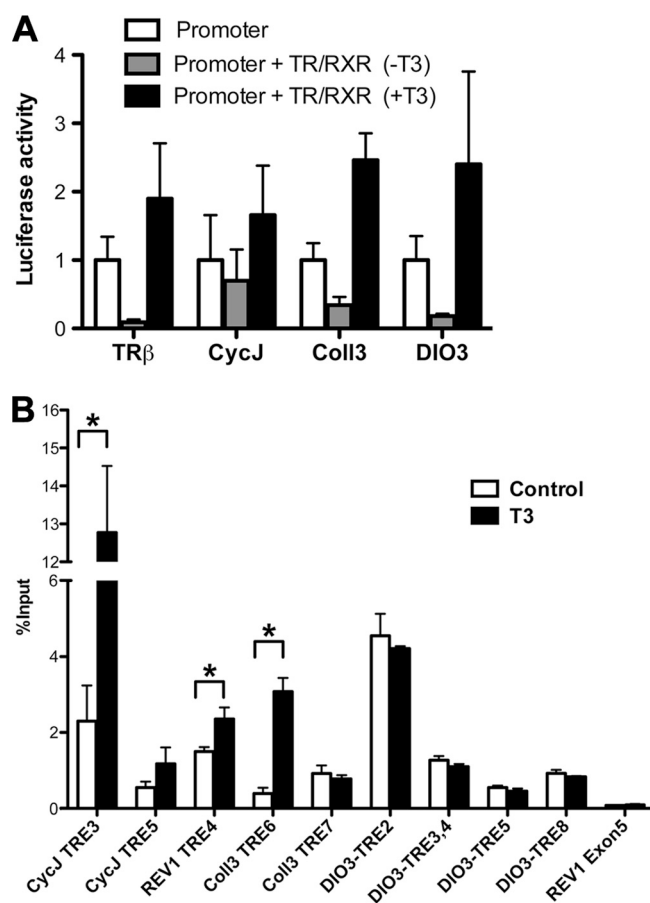 A
Promoter
Promoter + TR/RXR (-T3)
Promoter + TR/RXR (+T3)
Luciferase activity
4
3
2
1
0
TRβ CycJ Coll3 DIO3
B
%Input
16
15
14
13
12
6
4
2
0
*
*
*
Control
T3
CycJ TRE3
CycJ TRE5
REV1 TRE4
Coll3 TRE6
Coll3 TRE7
DIO3-TRE2
DIO3-TRE3,4
DIO3-TRE5
DIO3-TRE8
REV1 Exon5